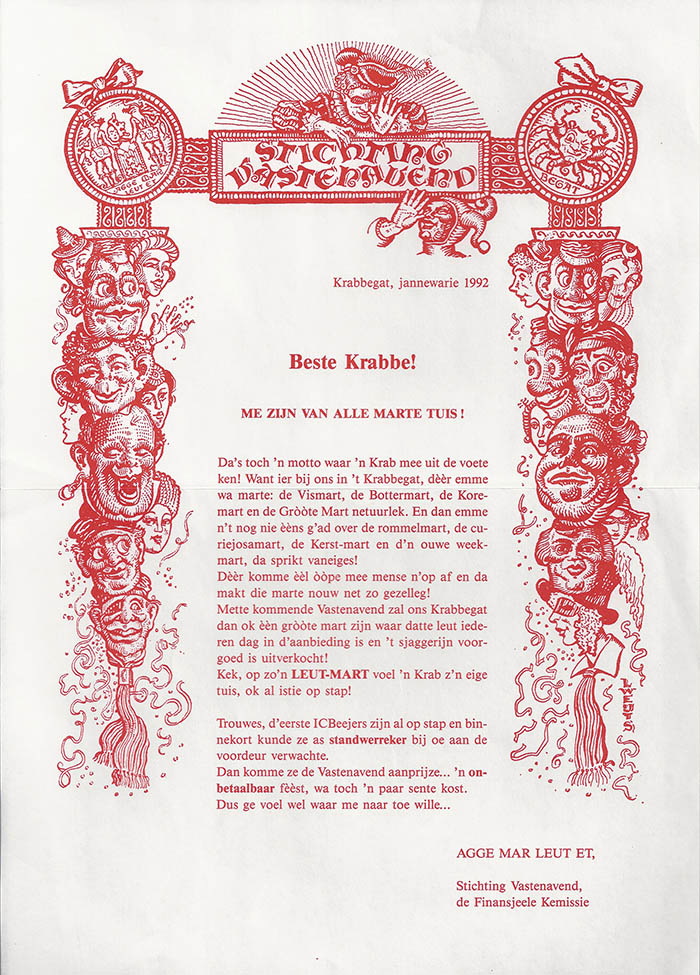 STICHTING
VASTENAVEND
AGGE MAR
LEUT ET
BEGAT
Krabbegat, jannewarie 1992
Beste Krabbe!
ME ZIJN VAN ALLE MARTE TUIS !
Da's toch 'n motto waar 'n Krab mee uit de voete
ken! Want ier bij ons in 't Krabbegat, dèèr emme
wa marte: de Vismart, de Bottermart, de Kore-
mart en de Gròòte Mart netuurlek. En dan emme
n't nog nie èèns g'ad over de rommelmart, de cu-
riejosamart, de Kerst-mart en d'n ouwe week-
mart, da sprikt vaneiges!
Dèèr komme èèl òòpe mee mense n'op af en da
makt die marte nouw net zo gezelleg!
Mette kommende Vastenavend zal ons Krabbegat
dan ok èèn gròòte mart zijn waar datte leut iede-
ren dag in d'aanbieding is en 't sjaggerijn voor-
goed is uitverkocht!
Kek, op zo'n LEUT-MART voel 'n Krab z'n eige
tuis, ok al istie op stap!
Trouwes, d'eerste ICBeejers zijn al op stap en bin-
nekort kunde ze as standwerreker bij oe aan de
voordeur verwachte.
Dan komme ze de Vastenavend aanprijze... 'n on-
betaalbaar fèèst, wa toch 'n paar sente kost.
Dus ge voel wel waar me naar toe wille...
L. WEIJTS
AGGE MAR LEUT ET,
Stichting Vastenavend,
de Finansjeele Kemissie